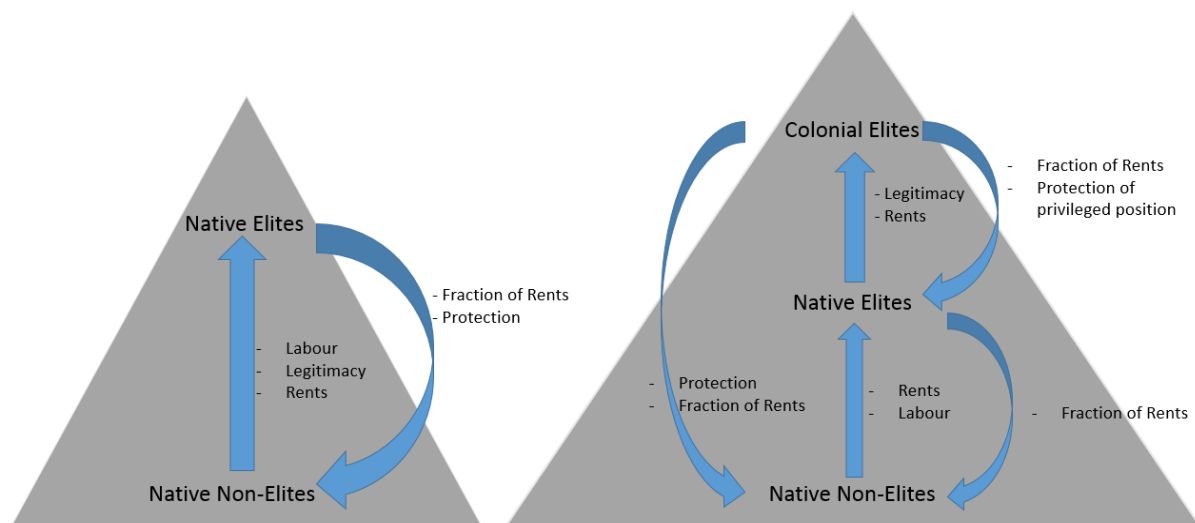 Native Elites
- Fraction of Rents
- Protection
- Labour
- Legitimacy
- Rents
Native Non-Elites
Colonial Elites
- Fraction of Rents
- Protection of
privileged position
- Legitimacy
- Rents
Native Elites
- Protection
- Fraction of Rents
- Rents
- Labour
- Fraction of Rents
Native Non-Elites